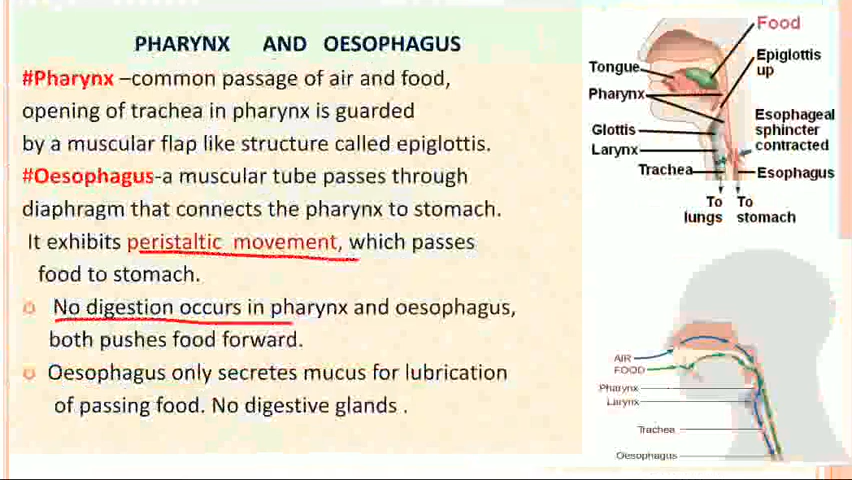 PHARYNX AND OESOPHAGUS
#Pharynx –common passage of air and food,
opening of trachea in pharynx is guarded
by a muscular flap like structure called epiglottis.
#Oesophagus-a muscular tube passes through
diaphragm that connects the pharynx to stomach.
It exhibits peristaltic movement, which passes
food to stomach.
No digestion occurs in pharynx and oesophagus,
both pushes food forward.
Oesophagus only secretes mucus for lubrication
of passing food. No digestive glands .
Food
Epiglottis
up
Tongue
Pharynx
Esophageal
sphincter
contracted
Glottis
Larynx
Trachea
Esophagus
To
lungs
To
stomach
AIR
FOOD
Pharynx
Larynx
Trachea
Oesophagus